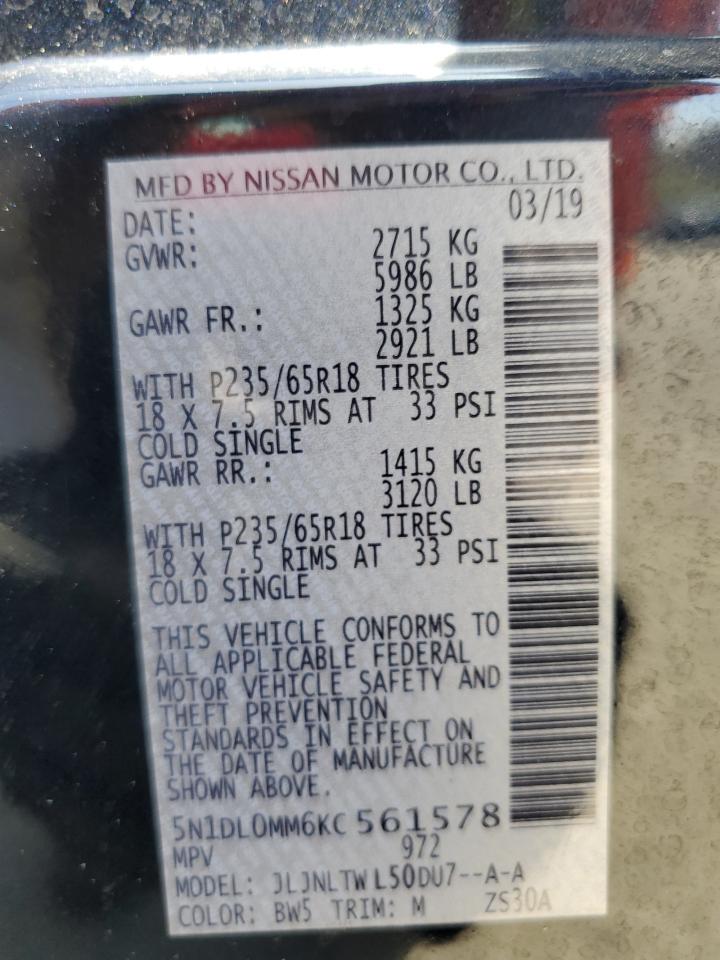 MFD BY NISSAN MOTOR CO., LTD.
DATE: 03/19
GVWR: 2715 KG
5986 LB
GAWR FR.: 1325 KG
2921 LB
WITH P235/65R18 TIRES
18 X 7.5 RIMS AT 33 PSI
COLD SINGLE
GAWR RR.: 1415 KG
3120 LB
WITH P235/65R18 TIRES
18 X 7.5 RIMS AT 33 PSI
COLD SINGLE
THIS VEHICLE CONFORMS TO
ALL APPLICABLE FEDERAL
MOTOR VEHICLE SAFETY AND
THEFT PREVENTION
STANDARDS IN EFFECT ON
THE DATE OF MANUFACTURE
SHOWN ABOVE.
5N1DL0MM6KC561578
MPV 972
MODEL: JLJNLTWL50DU7--A-A
COLOR: BW5 TRIM: M ZS30A